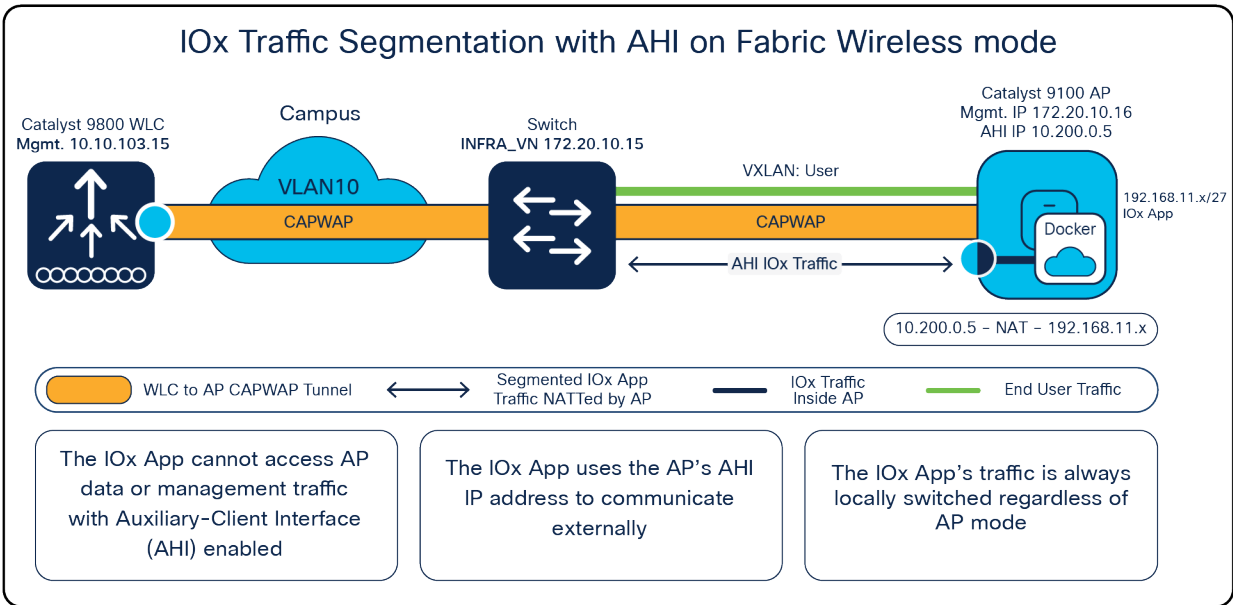 IOx Traffic Segmentation with AHI on Fabric Wireless mode
Catalyst 9800 WLC
Mgmt. 10.10.103.15
Campus
VLAN10
CAPWAP
Switch
INFRA_VN 172.20.10.15
VXLAN: User
CAPWAP
AHI IOx Traffic
Catalyst 9100 AP
Mgmt. IP 172.20.10.16
AHI IP 10.200.0.5
192.168.11.x/27
IOx App
Docker
10.200.0.5 – NAT – 192.168.11.x
WLC to AP CAPWAP Tunnel
Segmented IOx App
Traffic NATTed by AP
IOx Traffic
Inside AP
End User Traffic
The IOx App cannot access AP
data or management traffic
with Auxiliary-Client Interface
(AHI) enabled
The IOx App uses the AP's AHI
IP address to communicate
externally
The IOx App's traffic is always
locally switched regardless of
AP mode